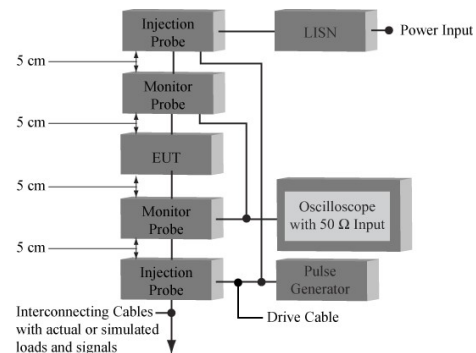 Injection
Probe
LISN
Power Input
5 cm
Monitor
Probe
5 cm
EUT
5 cm
Monitor
Probe
Oscilloscope
with 50 Ω Input
5 cm
Injection
Probe
Pulse
Generator
Interconnecting Cables
with actual or simulated
loads and signals
Drive Cable